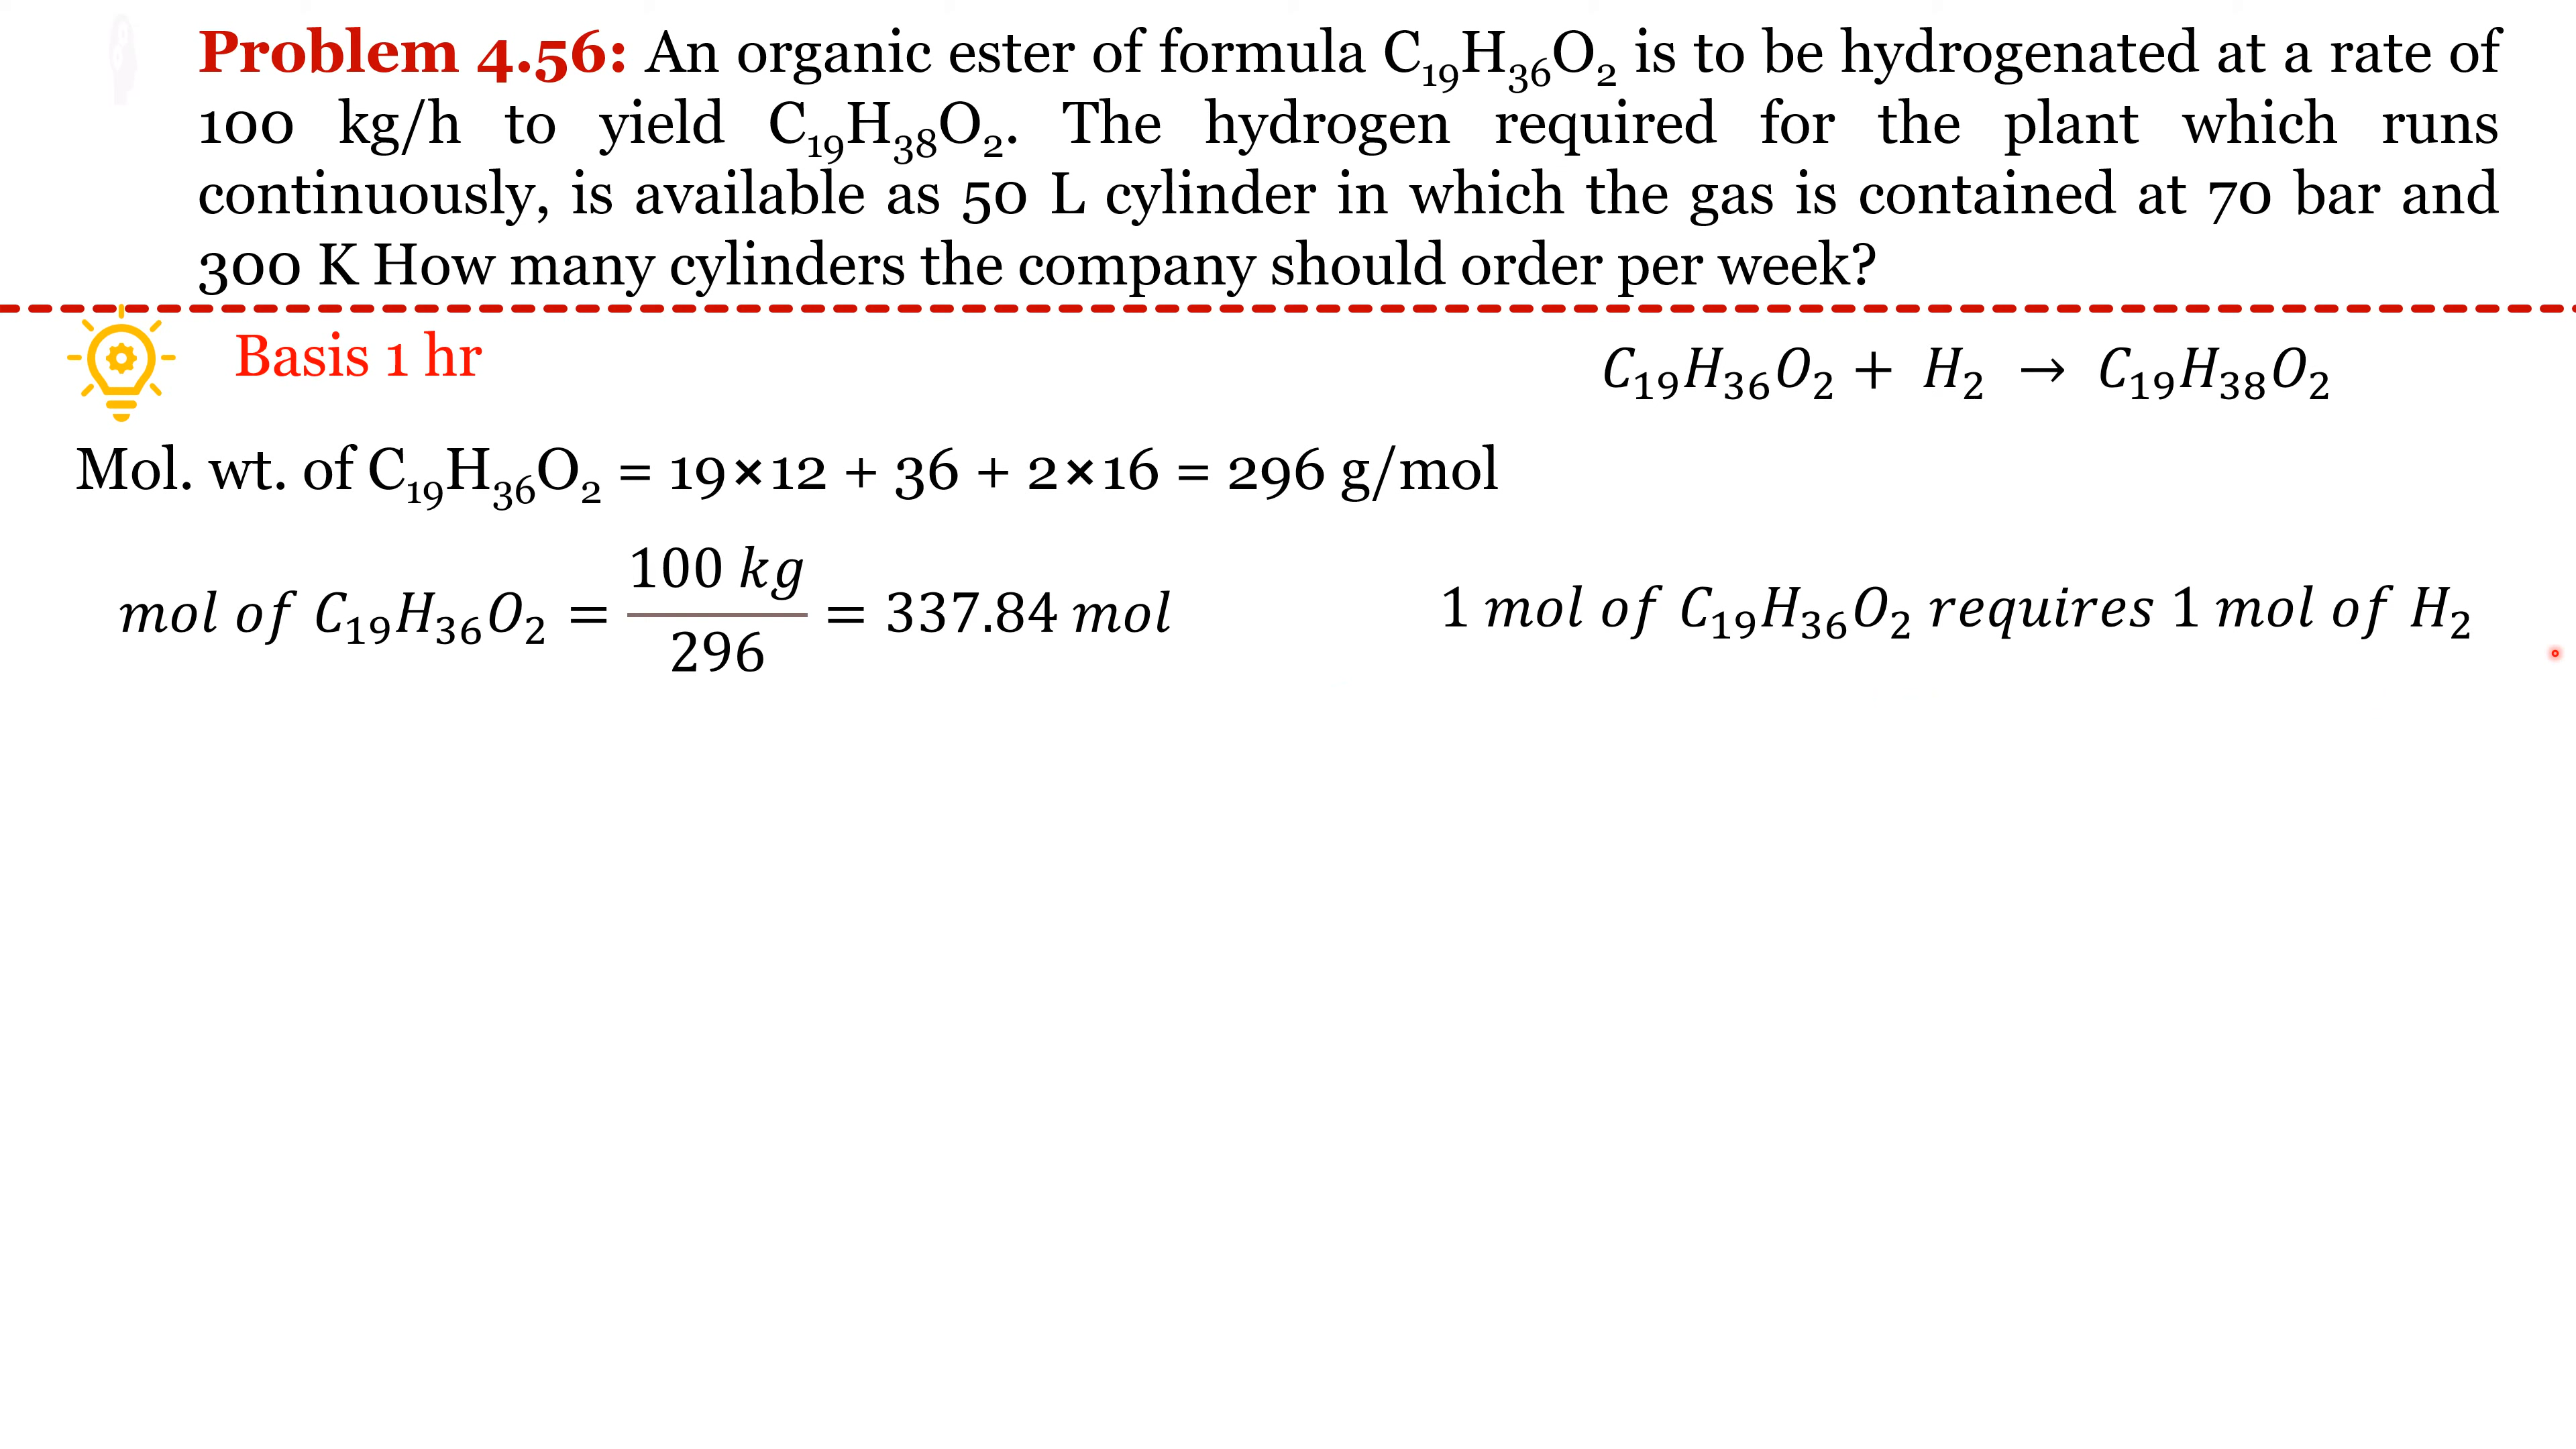 Problem 4.56: An organic ester of formula C₁₉H₃₆O₂ is to be hydrogenated at a rate of
100 kg/h to yield C₁₉H₃₈O₂. The hydrogen required for the plant which runs
continuously, is available as 50 L cylinder in which the gas is contained at 70 bar and
300 K How many cylinders the company should order per week?
Basis 1 hr
C₁₉H₃₆O₂ + H₂ → C₁₉H₃₈O₂
Mol. wt. of C₁₉H₃₆O₂ = 19×12 + 36 + 2×16 = 296 g/mol
mol of C₁₉H₃₆O₂ = 100 kg / 296 = 337.84 mol
1 mol of C₁₉H₃₆O₂ requires 1 mol of H₂